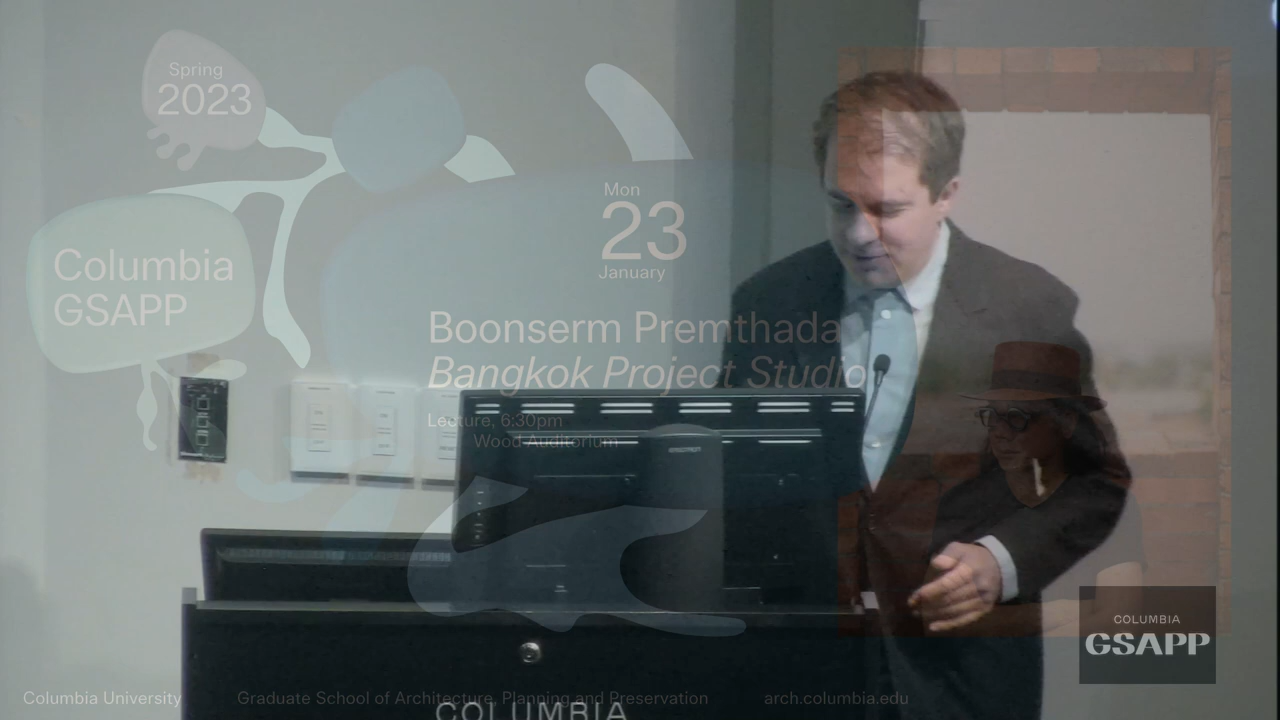 Spring
2023
Mon
23
January
Columbia
GSAPP
Boonserm Premthada
Bangkok Project Studio
Lecture, 6:30pm
Wood Auditorium
COLUMBIA
GSAPP
Columbia University
Graduate School of Architecture, Planning and Preservation
arch.columbia.edu
COLUMBIA